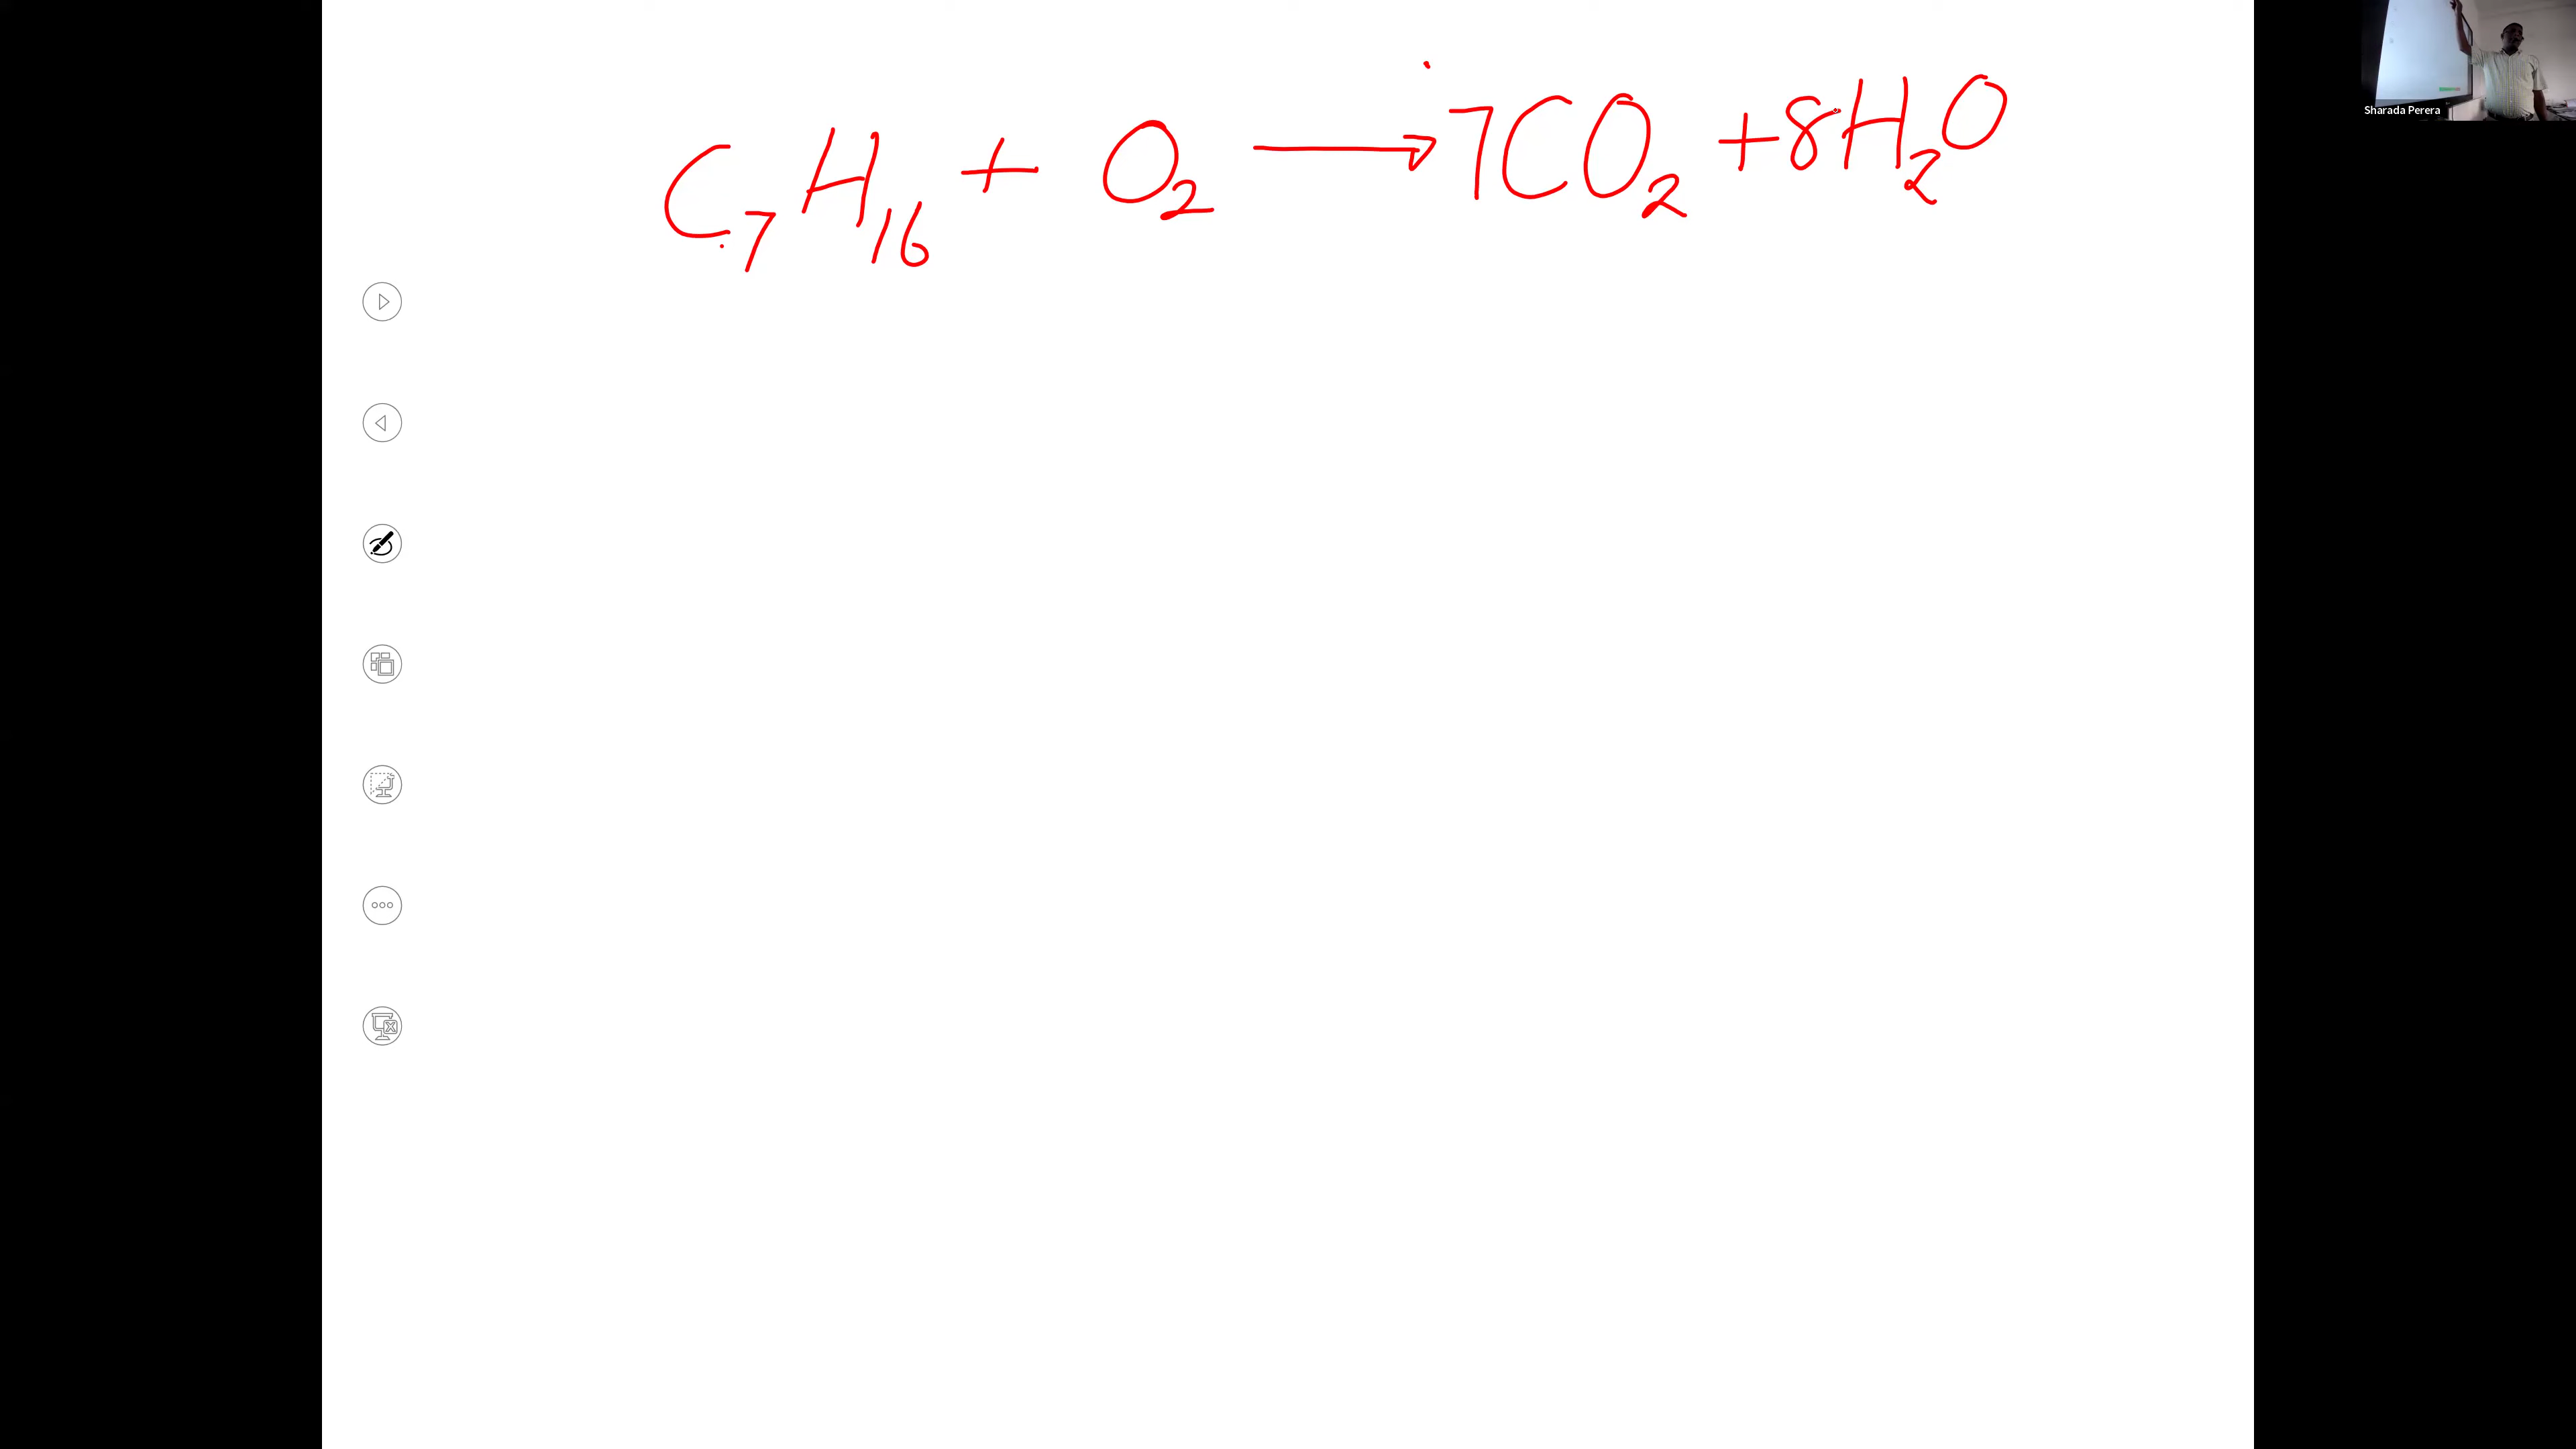 C₇H₁₆ + O₂ → 7CO₂ + 8H₂O
Sharada Perera